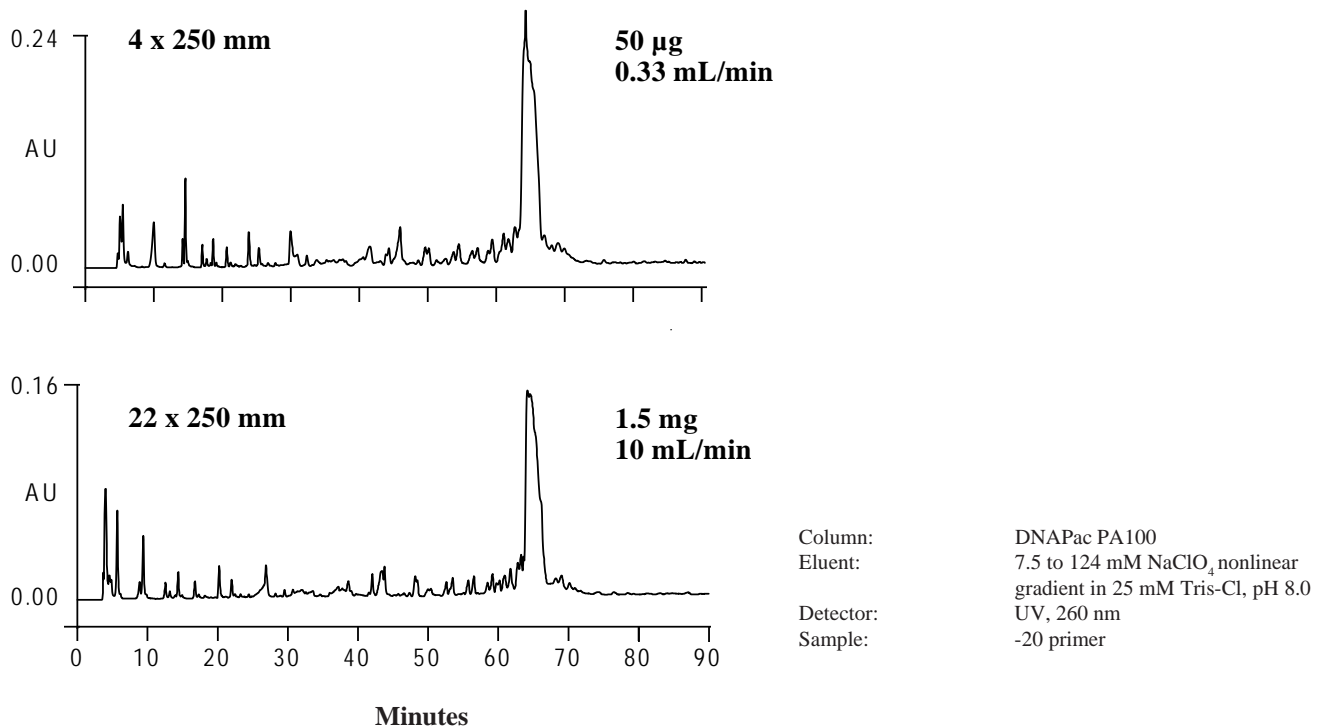 0.24
4 x 250 mm
50 µg
0.33 mL/min
AU
0.00
0.16
22 x 250 mm
1.5 mg
10 mL/min
AU
0.00
0 10 20 30 40 50 60 70 80 90
Minutes
Column: DNAPac PA100
Eluent: 7.5 to 124 mM NaClO₄ nonlinear
gradient in 25 mM Tris-Cl, pH 8.0
Detector: UV, 260 nm
Sample: -20 primer